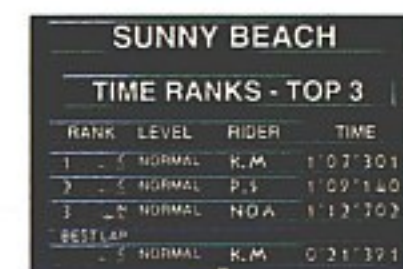 SUNNY BEACH
TIME RANKS - TOP 3
RANK LEVEL RIDER TIME
1 NORMAL K.M 1'07"301
2 NORMAL P.S 1'09"140
3 NORMAL NOA 1'12"702
BEST LAP
NORMAL K.M 0'21"391